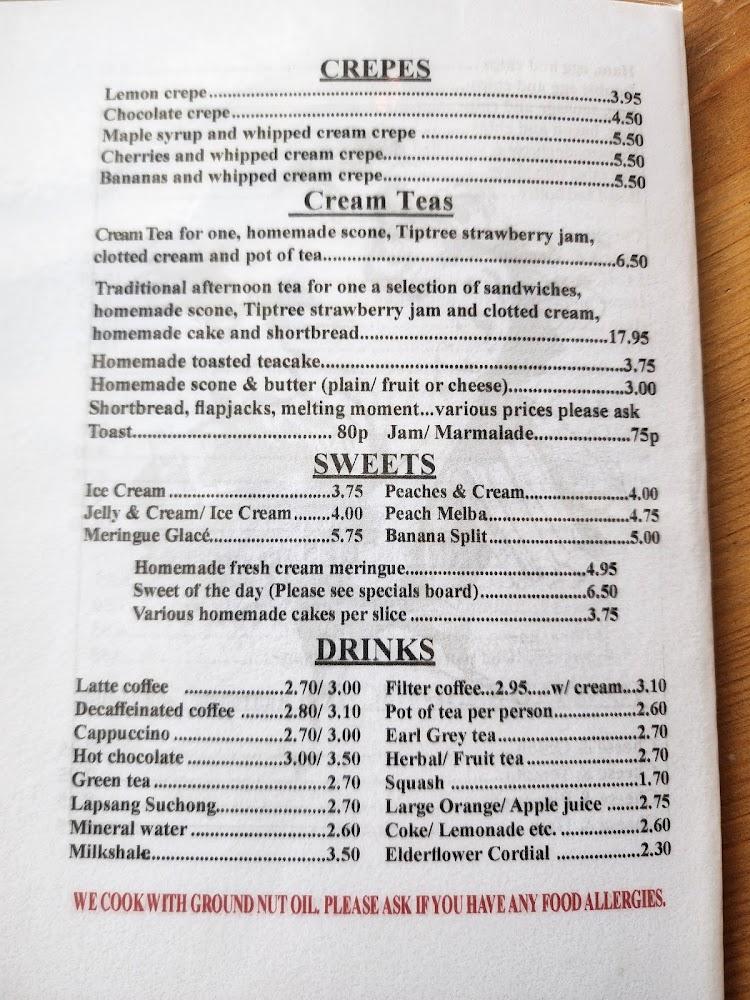 CREPES
Lemon crepe..........3.95
Chocolate crepe..........4.50
Maple syrup and whipped cream crepe ..........5.50
Cherries and whipped cream crepe..........5.50
Bananas and whipped cream crepe..........5.50
Cream Teas
Cream Tea for one, homemade scone, Tiptree strawberry jam,
clotted cream and pot of tea..........6.50
Traditional afternoon tea for one a selection of sandwiches,
homemade scone, Tiptree strawberry jam and clotted cream,
homemade cake and shortbread..........17.95
Homemade toasted teacake..........3.75
Homemade scone & butter (plain/ fruit or cheese)..........3.00
Shortbread, flapjacks, melting moment...various prices please ask
Toast.......... 80p Jam/ Marmalade..........75p
SWEETS
Ice Cream ..........3.75 Peaches & Cream..........4.00
Jelly & Cream/ Ice Cream........4.00 Peach Melba..........4.75
Meringue Glacé..........5.75 Banana Split..........5.00
Homemade fresh cream meringue..........4.95
Sweet of the day (Please see specials board)..........6.50
Various homemade cakes per slice ..........3.75
DRINKS
Latte coffee ..........2.70/ 3.00 Filter coffee...2.95.....w/ cream...3.10
Decaffeinated coffee .........2.80/ 3.10 Pot of tea per person..........2.60
Cappuccino ..........2.70/ 3.00 Earl Grey tea..........2.70
Hot chocolate ..........3.00/ 3.50 Herbal/ Fruit tea..........2.70
Green tea ..........2.70 Squash ..........1.70
Lapsang Suchong..........2.70 Large Orange/ Apple juice .......2.75
Mineral water ..........2.60 Coke/ Lemonade etc. ..........2.60
Milkshale..........3.50 Elderflower Cordial ..........2.30
WE COOK WITH GROUND NUT OIL. PLEASE ASK IF YOU HAVE ANY FOOD ALLERGIES.